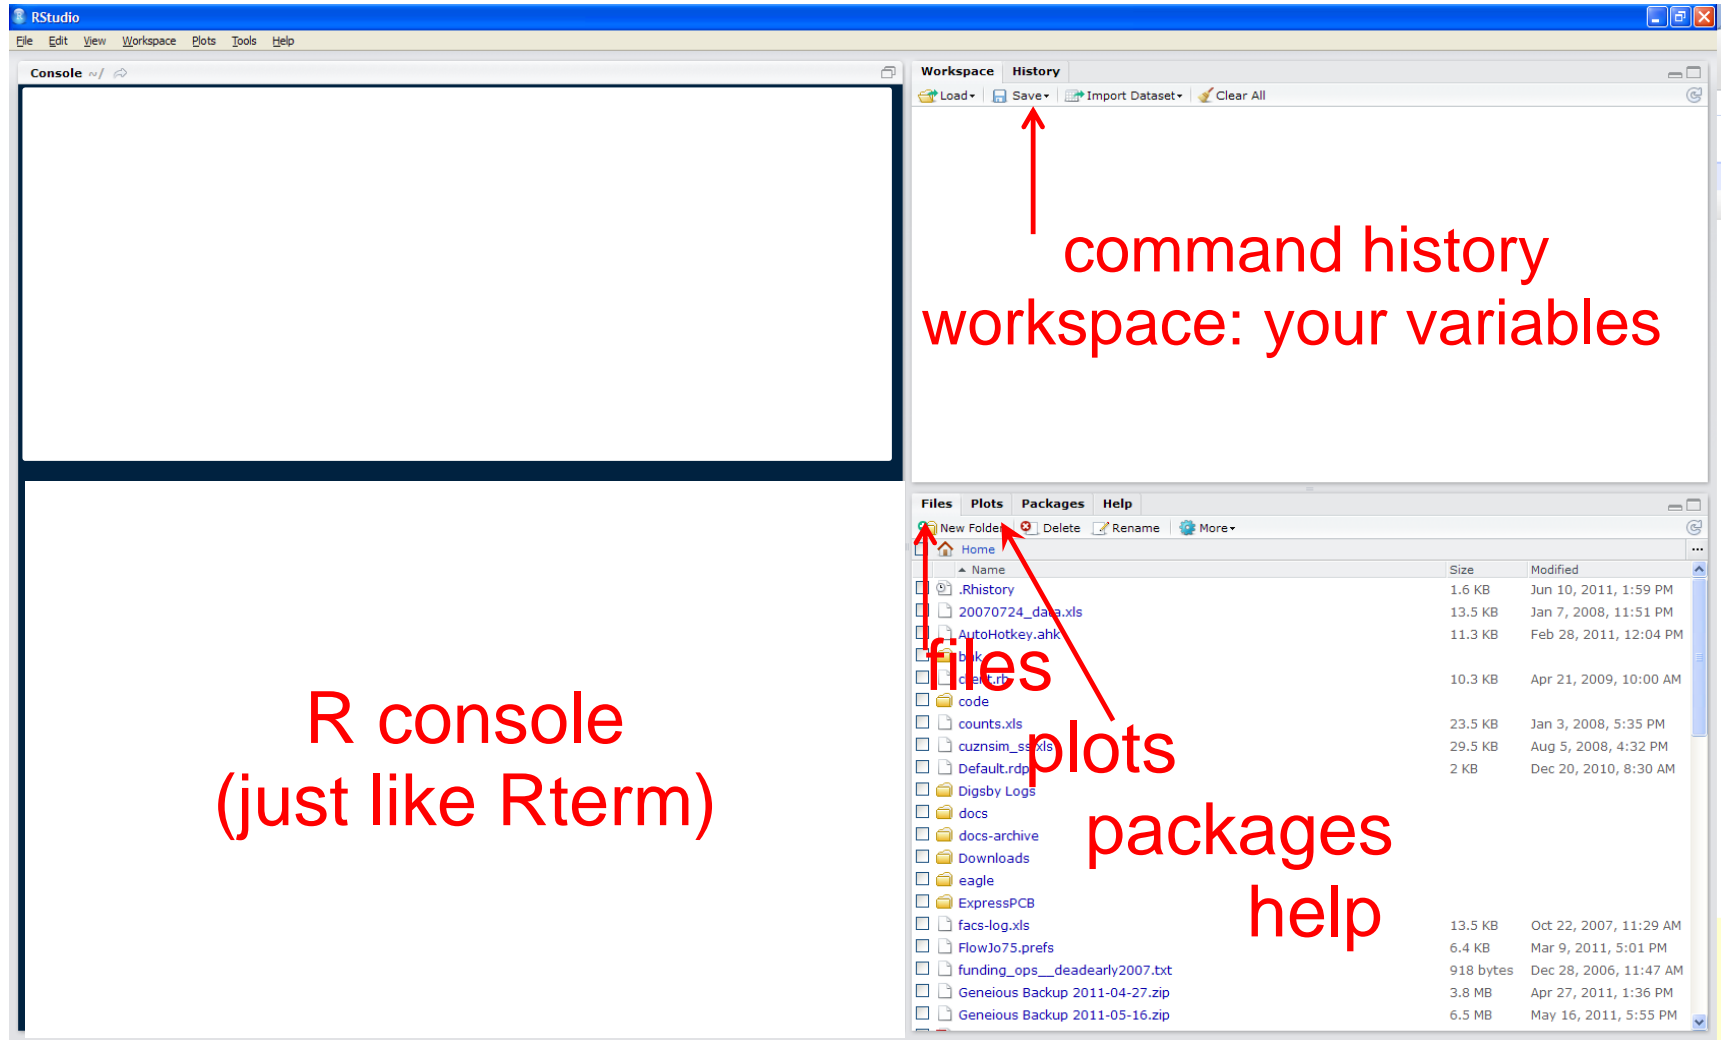 RStudio
File Edit View Workspace Plots Tools Help
Console ~/
Workspace History
Load Save Import Dataset Clear All
command history
workspace: your variables
R console
(just like Rterm)
Files Plots Packages Help
New Folder Delete Rename More
Home
Name Size Modified
.Rhistory 1.6 KB Jun 10, 2011, 1:59 PM
20070724_data.xls 13.5 KB Jan 7, 2008, 11:51 PM
AutoHotkey.ahk 11.3 KB Feb 28, 2011, 12:04 PM
files
10.3 KB Apr 21, 2009, 10:00 AM
code
counts.xls 23.5 KB Jan 3, 2008, 5:35 PM
cuznsim_ss.xls 29.5 KB Aug 5, 2008, 4:32 PM
plots
Default.rdp 2 KB Dec 20, 2010, 8:30 AM
Digsby Logs
docs
docs-archive
packages
Downloads
eagle
ExpressPCB
help
facs-log.xls 13.5 KB Oct 22, 2007, 11:29 AM
FlowJo75.prefs 6.4 KB Mar 9, 2011, 5:01 PM
funding_ops__deadearly2007.txt 918 bytes Dec 28, 2006, 11:47 AM
Geneious Backup 2011-04-27.zip 3.8 MB Apr 27, 2011, 1:36 PM
Geneious Backup 2011-05-16.zip 6.5 MB May 16, 2011, 5:55 PM